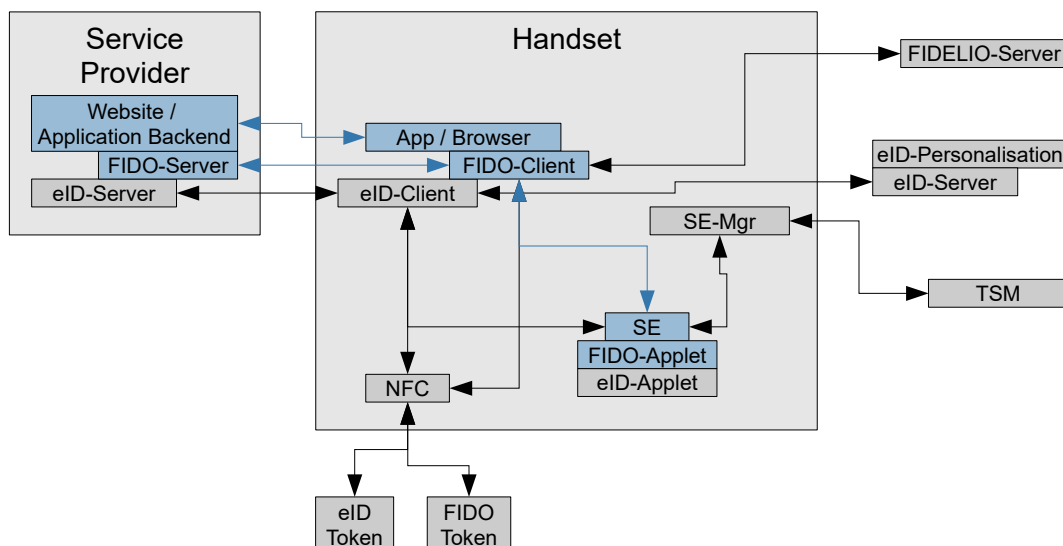 Service
Provider
Website /
Application Backend
FIDO-Server
eID-Server
Handset
App / Browser
FIDO-Client
eID-Client
SE-Mgr
SE
FIDO-Applet
eID-Applet
NFC
eID
Token
FIDO
Token
FIDELIO-Server
eID-Personalisation
eID-Server
TSM